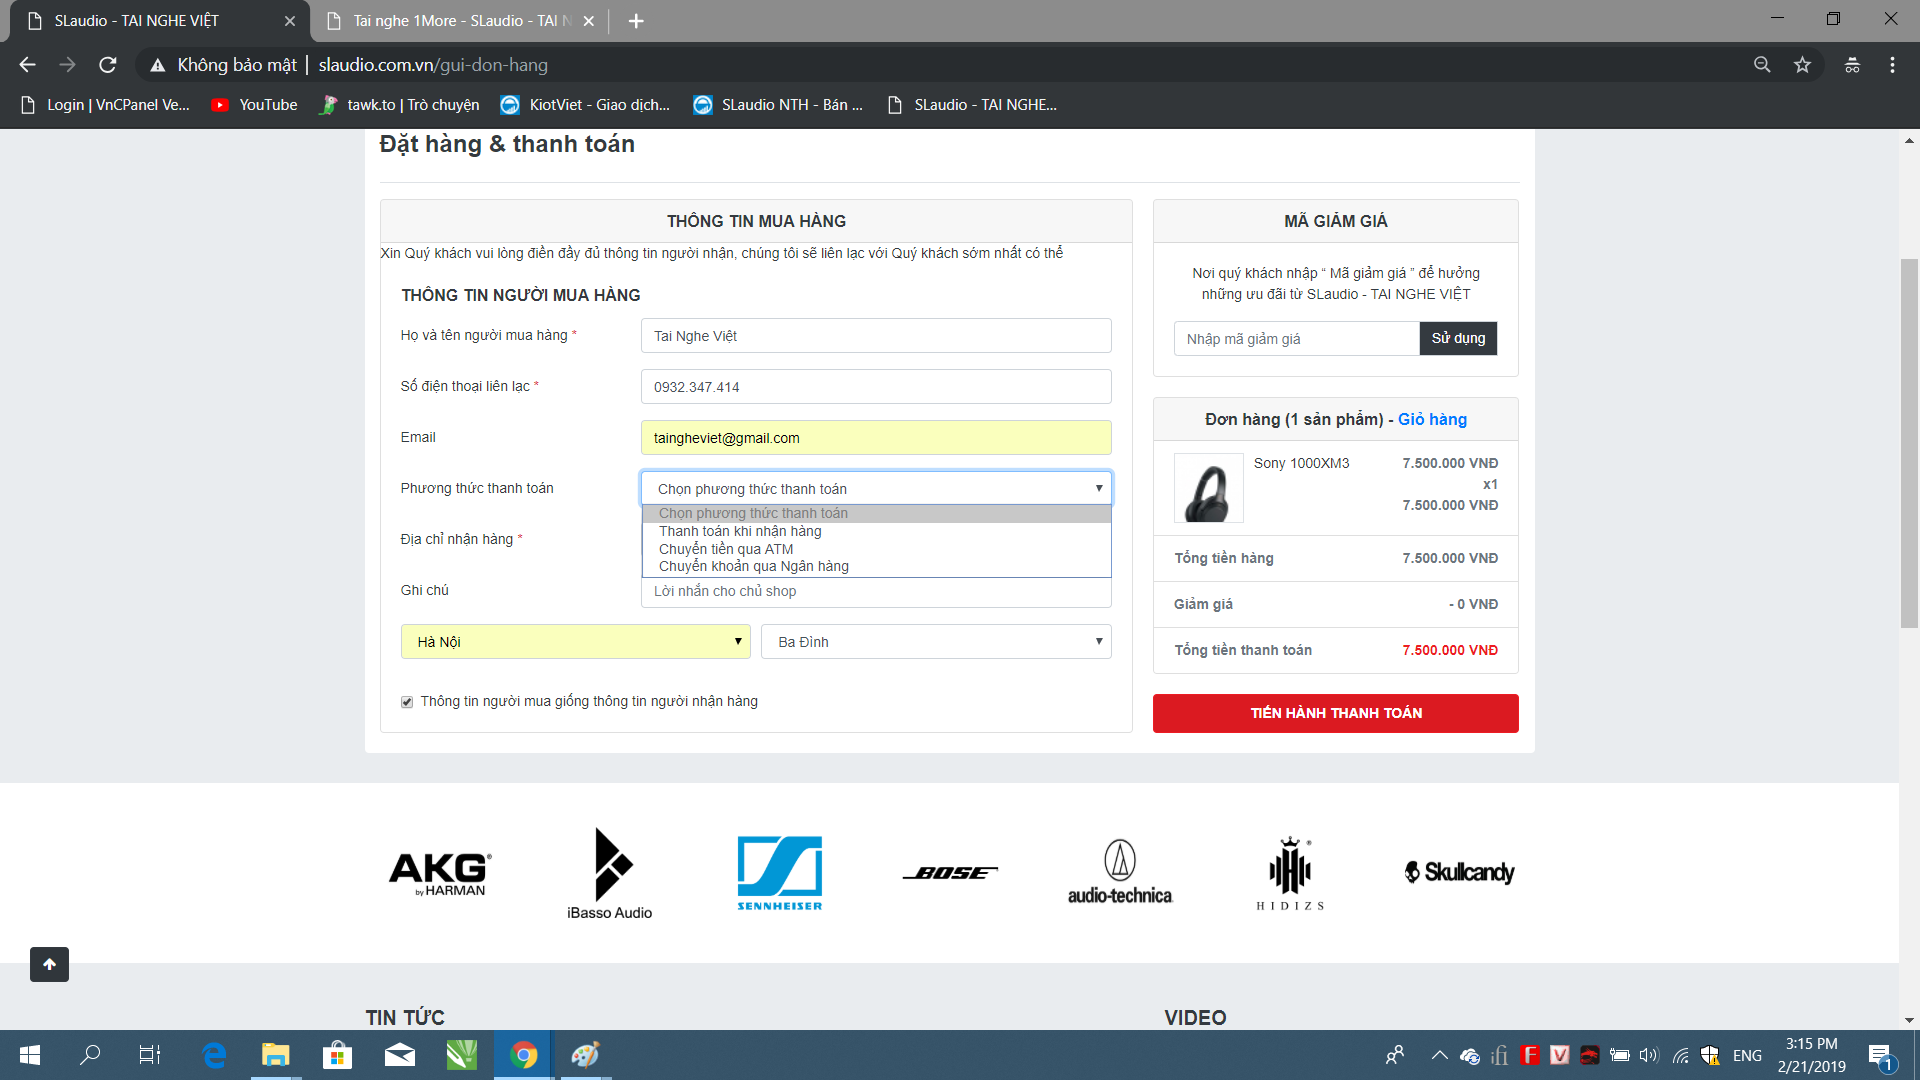 SLaudio - TAI NGHE VIỆT
Tai nghe 1More - SLaudio - TAI N
Không bảo mật | slaudio.com.vn/gui-don-hang
Login | VnCPanel Ve...
YouTube
tawk.to | Trò chuyện
KiotViet - Giao dịch...
SLaudio NTH - Bán ...
SLaudio - TAI NGHE...
Đặt hàng & thanh toán
THÔNG TIN MUA HÀNG
Xin Quý khách vui lòng điền đầy đủ thông tin người nhận, chúng tôi sẽ liên lạc với Quý khách sớm nhất có thể
THÔNG TIN NGƯỜI MUA HÀNG
Họ và tên người mua hàng *
Tai Nghe Việt
Số điện thoại liên lạc *
0932.347.414
Email
taingheviet@gmail.com
Phương thức thanh toán
Chọn phương thức thanh toán
Chọn phương thức thanh toán
Thanh toán khi nhận hàng
Chuyển tiền qua ATM
Chuyển khoản qua Ngân hàng
Địa chỉ nhận hàng *
Ghi chú
Lời nhắn cho chủ shop
Hà Nội
Ba Đình
Thông tin người mua giống thông tin người nhận hàng
MÃ GIẢM GIÁ
Nơi quý khách nhập “ Mã giảm giá ” để hưởng
những ưu đãi từ SLaudio - TAI NGHE VIỆT
Nhập mã giảm giá
Sử dụng
Đơn hàng (1 sản phẩm) - Giỏ hàng
Sony 1000XM3
7.500.000 VNĐ
x1
7.500.000 VNĐ
Tổng tiền hàng
7.500.000 VNĐ
Giảm giá
- 0 VNĐ
Tổng tiền thanh toán
7.500.000 VNĐ
TIẾN HÀNH THANH TOÁN
AKG
by HARMAN
iBasso Audio
SENNHEISER
BOSE
audio-technica
HIDIZS
Skullcandy
TIN TỨC
VIDEO
ENG
3:15 PM
2/21/2019
1